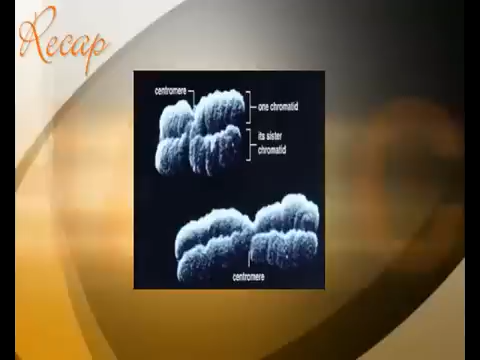 Recap
centromere
one chromatid
its sister
chromatid
centromere